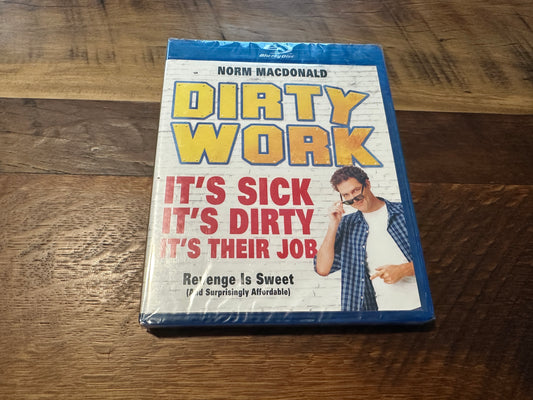 Blu-ray Disc
NORM MACDONALD
DIRTY
WORK
IT'S SICK
IT'S DIRTY
IT'S THEIR JOB
Revenge Is Sweet
(And Surprisingly Affordable)